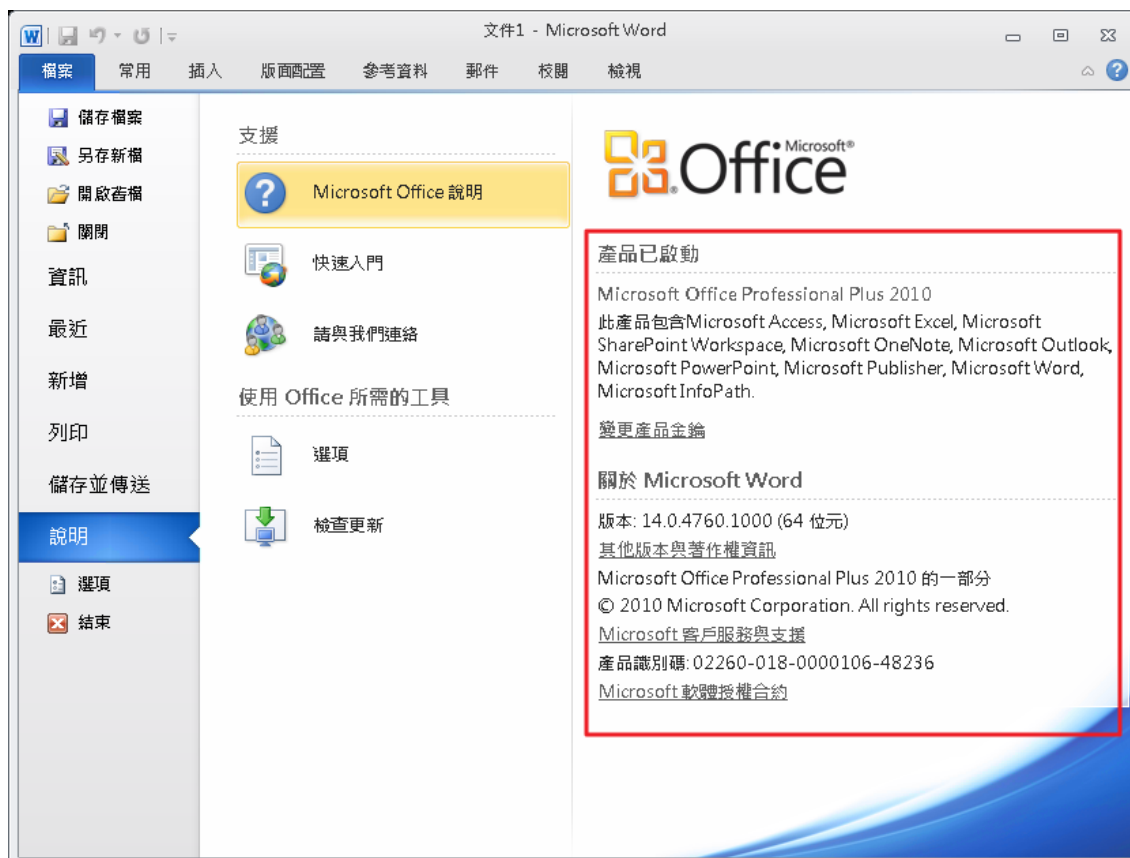 文件1 - Microsoft Word
檔案 常用 插入 版面配置 參考資料 郵件 校閱 檢視
儲存檔案
另存新檔
開啟舊檔
關閉
資訊
最近
新增
列印
儲存並傳送
說明
選項
結束
支援
Microsoft Office 說明
快速入門
請與我們連絡
使用 Office 所需的工具
選項
檢查更新
Microsoft®
Office
產品已啟動
Microsoft Office Professional Plus 2010
此產品包含Microsoft Access, Microsoft Excel, Microsoft
SharePoint Workspace, Microsoft OneNote, Microsoft Outlook,
Microsoft PowerPoint, Microsoft Publisher, Microsoft Word,
Microsoft InfoPath.
變更產品金鑰
關於 Microsoft Word
版本: 14.0.4760.1000 (64 位元)
其他版本與著作權資訊
Microsoft Office Professional Plus 2010 的一部分
© 2010 Microsoft Corporation. All rights reserved.
Microsoft 客戶服務與支援
產品識別碼: 02260-018-0000106-48236
Microsoft 軟體授權合約